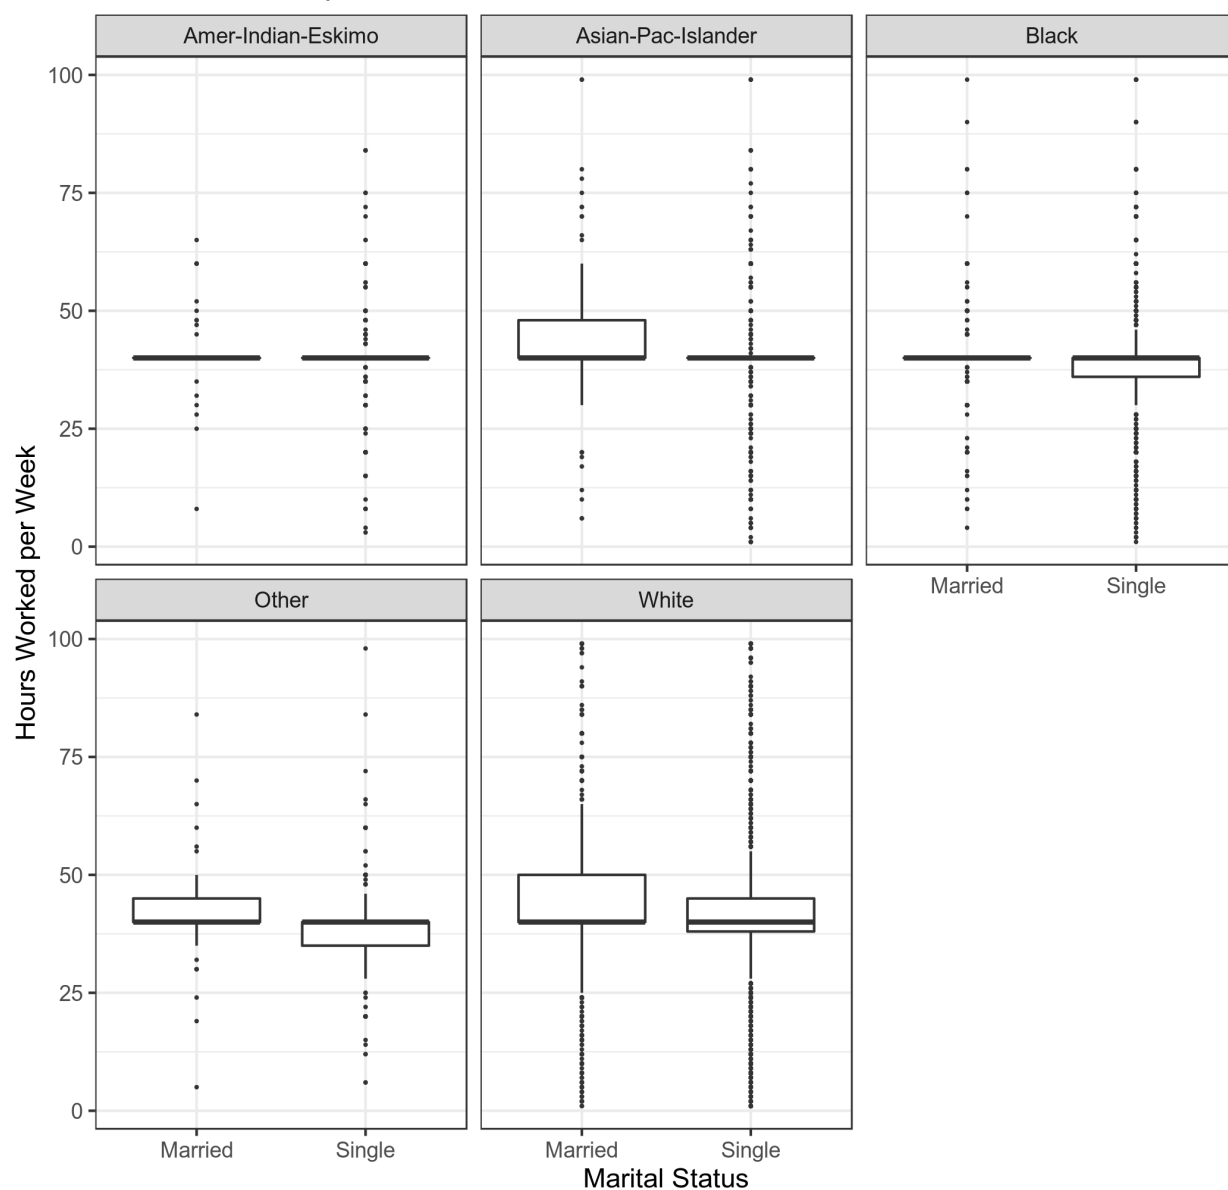 Amer-Indian-Eskimo
Asian-Pac-Islander
Black
100
75
50
25
0
Married
Single
Other
White
100
75
50
25
0
Married
Single
Married
Single
Hours Worked per Week
Marital Status